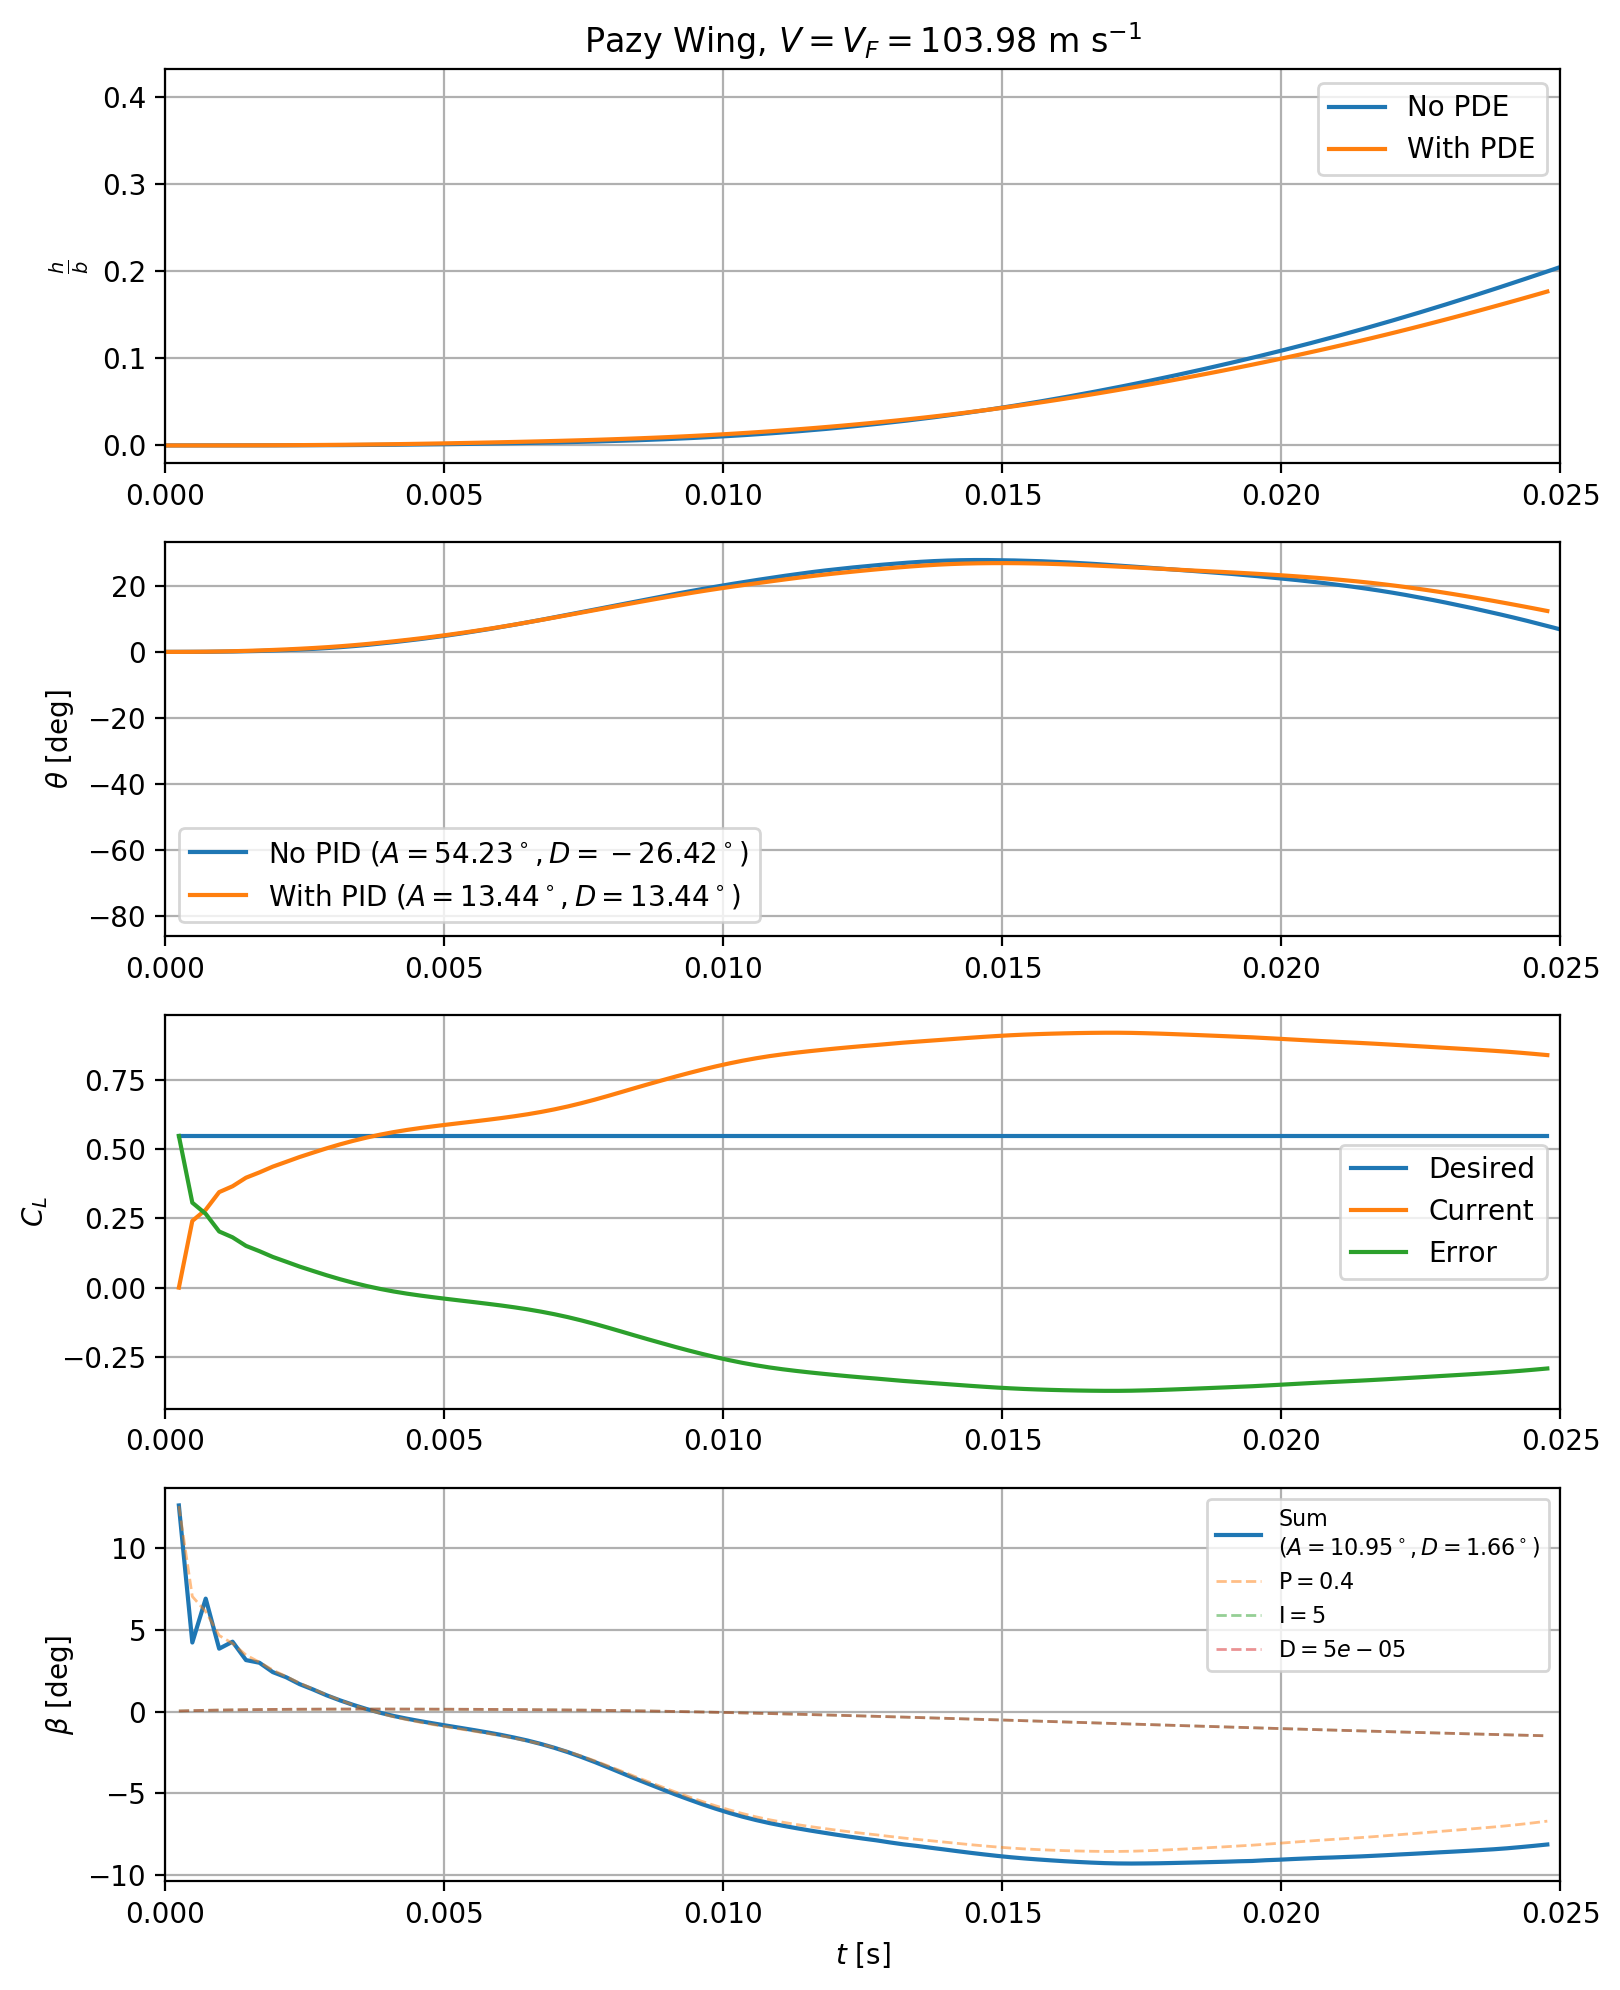 Pazy Wing, V = V_F = 103.98 m s⁻¹
h/b
0.4
0.3
0.2
0.1
0.0
No PDE
With PDE
0.000 0.005 0.010 0.015 0.020 0.025
θ [deg]
20
0
−20
−40
−60
−80
No PID (A = 54.23°, D = −26.42°)
With PID (A = 13.44°, D = 13.44°)
0.000 0.005 0.010 0.015 0.020 0.025
C_L
0.75
0.50
0.25
0.00
−0.25
Desired
Current
Error
0.000 0.005 0.010 0.015 0.020 0.025
β [deg]
10
5
0
−5
−10
Sum
(A = 10.95°, D = 1.66°)
P = 0.4
I = 5
D = 5e − 05
0.000 0.005 0.010 0.015 0.020 0.025
t [s]